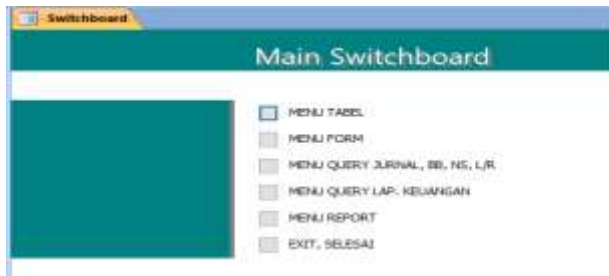 Switchboard
Main Switchboard
MENU TABEL
MENU FORM
MENU QUERY JURNAL, BB, NS, L/R
MENU QUERY LAP. KEUANGAN
MENU REPORT
EXIT, SELESAI